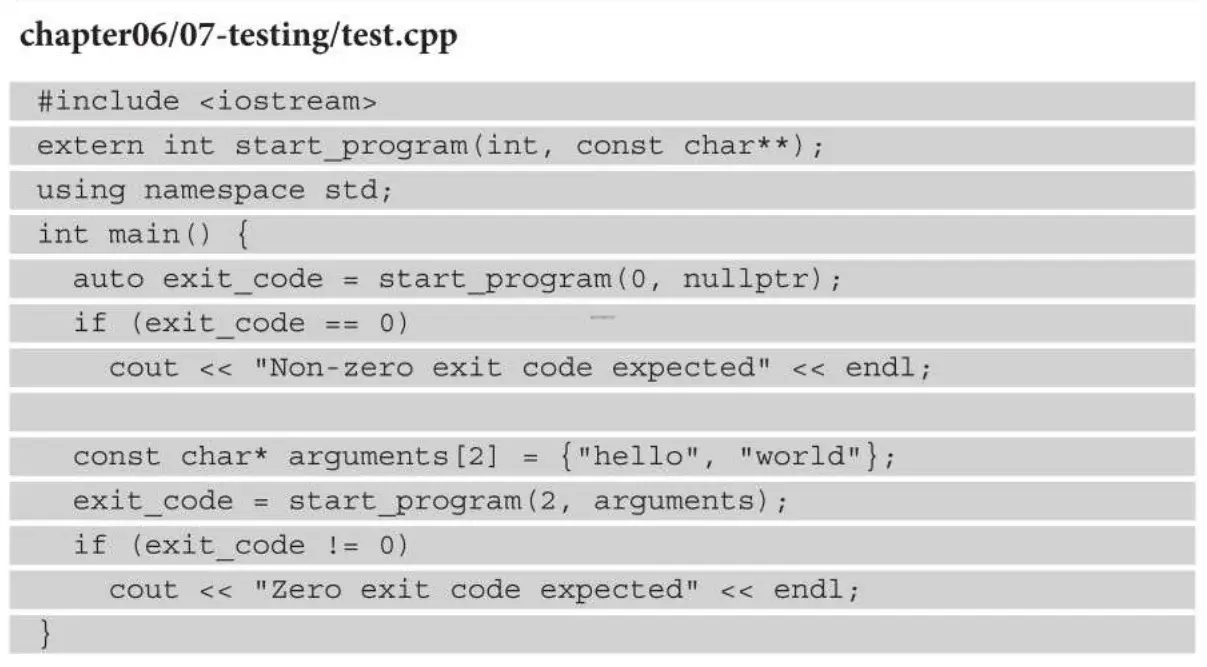 chapter06/07-testing/test.cpp
#include <iostream>
extern int start_program(int, const char**);
using namespace std;
int main() {
  auto exit_code = start_program(0, nullptr);
  if (exit_code == 0)
    cout << "Non-zero exit code expected" << endl;

  const char* arguments[2] = {"hello", "world"};
  exit_code = start_program(2, arguments);
  if (exit_code != 0)
    cout << "Zero exit code expected" << endl;
}